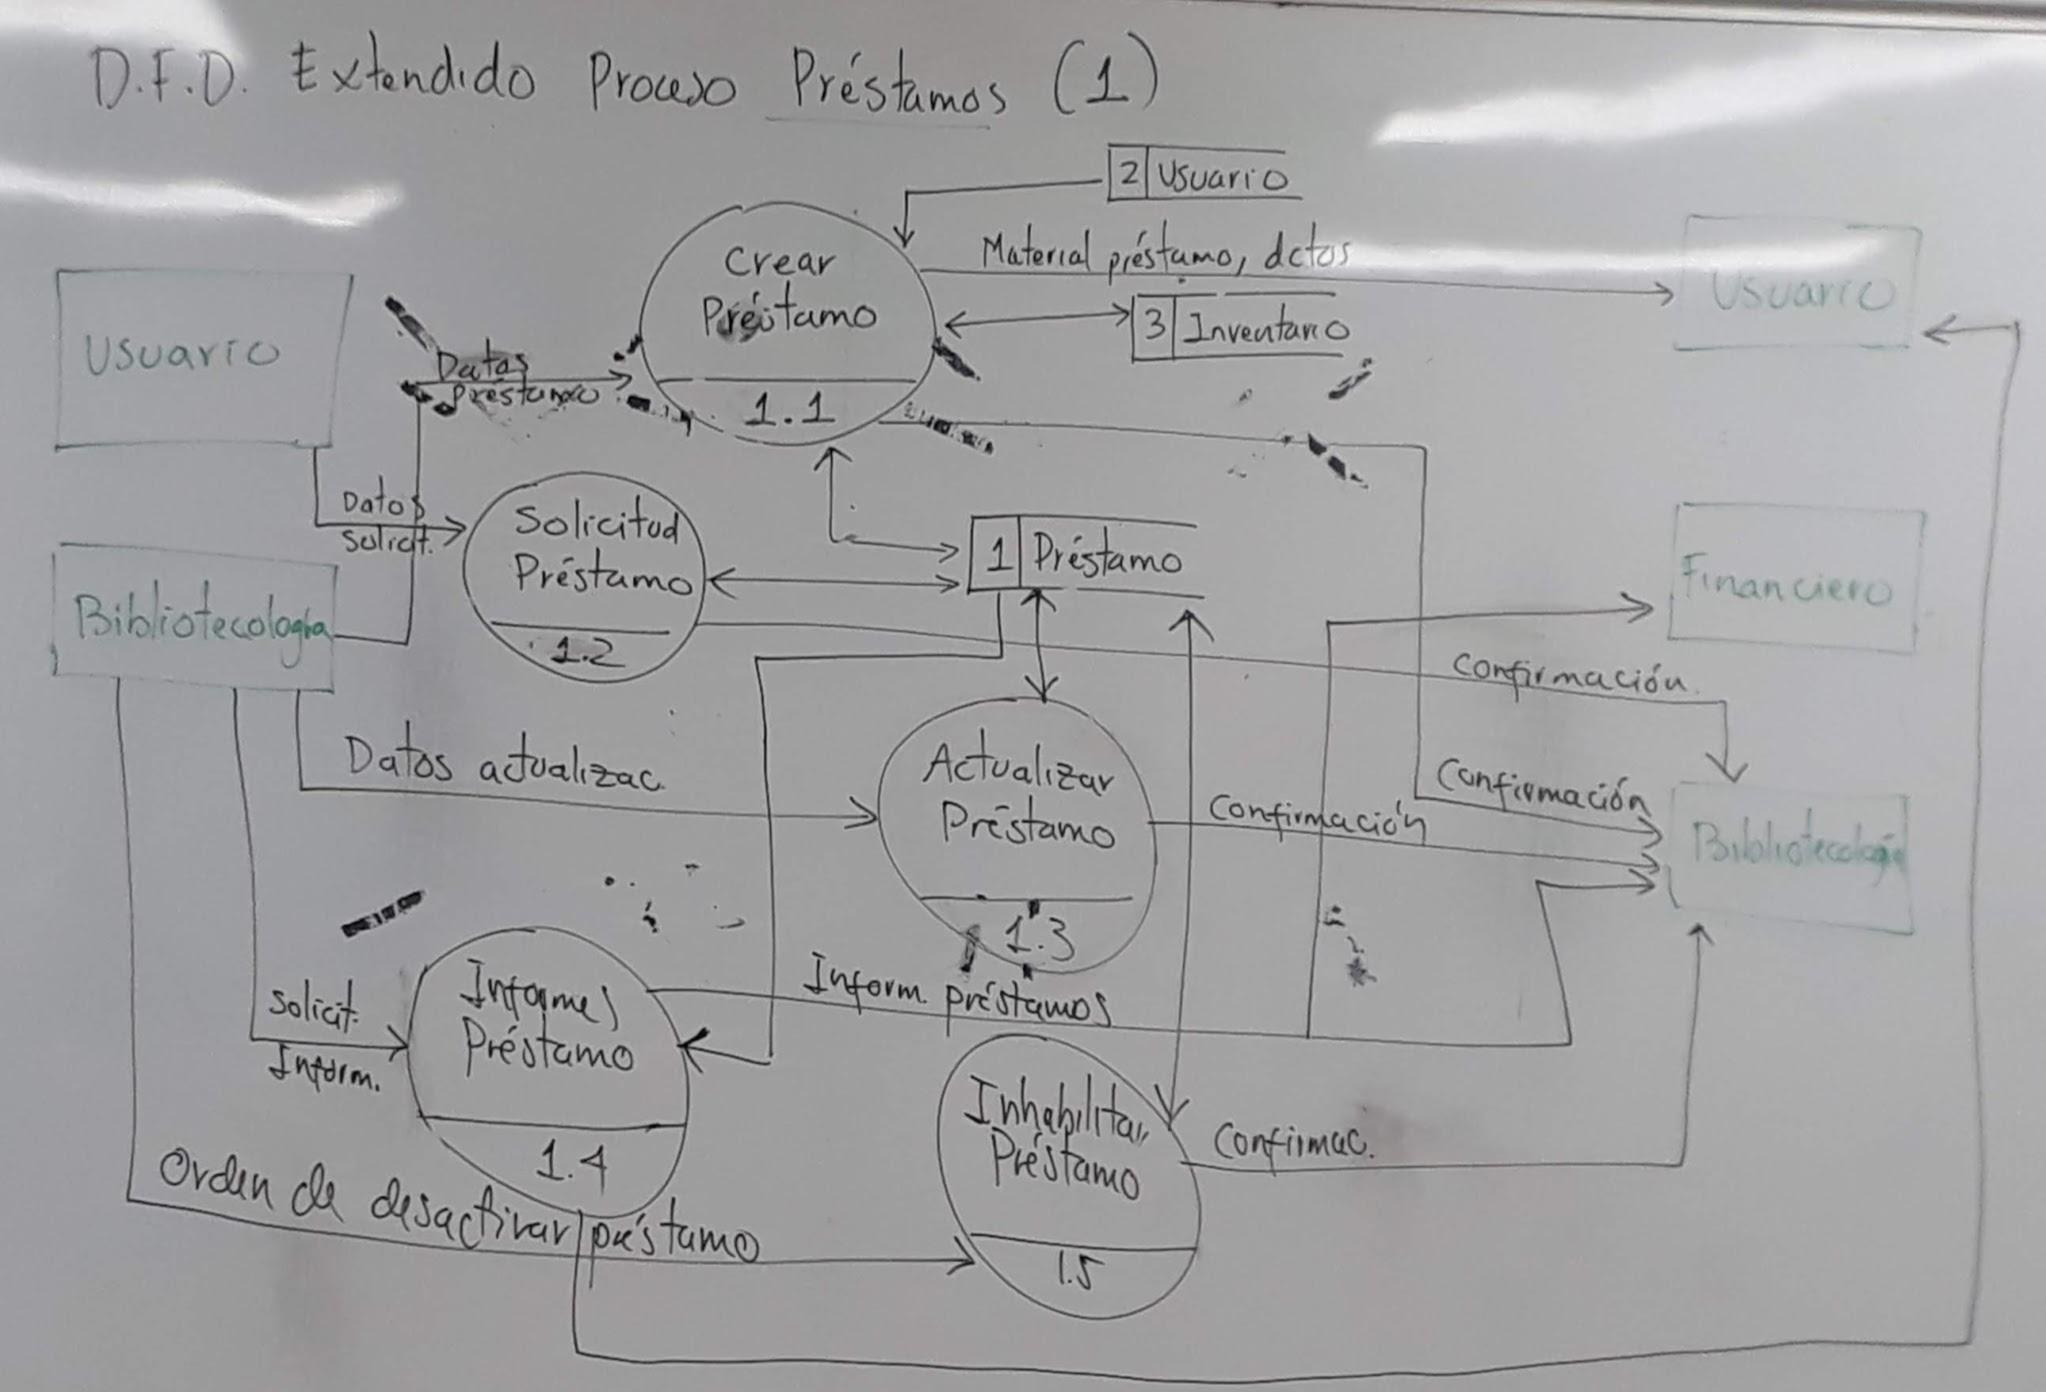 D.F.D. Extendido Proceso Préstamos (1)
2 Usuario
Material préstamo, datos
Usuario
3 Inventario
Crear
Préstamo
1.1
Usuario
Datos
Préstamo
Datos
Solicit.
Solicitud
Préstamo
1.2
1 Préstamo
Financiero
Bibliotecología
Confirmación
Datos actualizac.
Actualizar
Préstamo
1.3
Confirmación
Confirmación
Bibliotecología
Solicit.
Inform.
Informes
Préstamo
1.4
Inform. préstamos
Inhabilitar
Préstamo
1.5
Confirmac.
Orden de desactivar préstamo